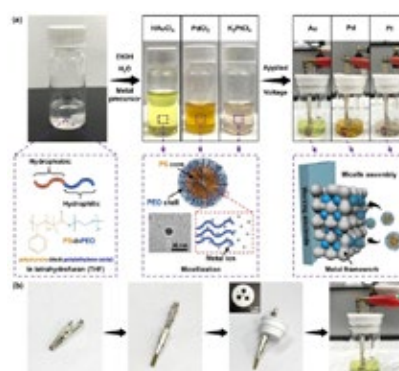 (a)
HAuCl₄ PdCl₂ K₂PtCl₄
Au Pd Pt
EtOH
H₂O
Metal
precursor
Applied
Voltage
Hydrophobic
Hydrophilic
PS-b-PEO
in tetrahydrofuran (THF)
PS core
PEO shell
Metal ion
Micellization
Micelle assembly
Metal framework
(b)